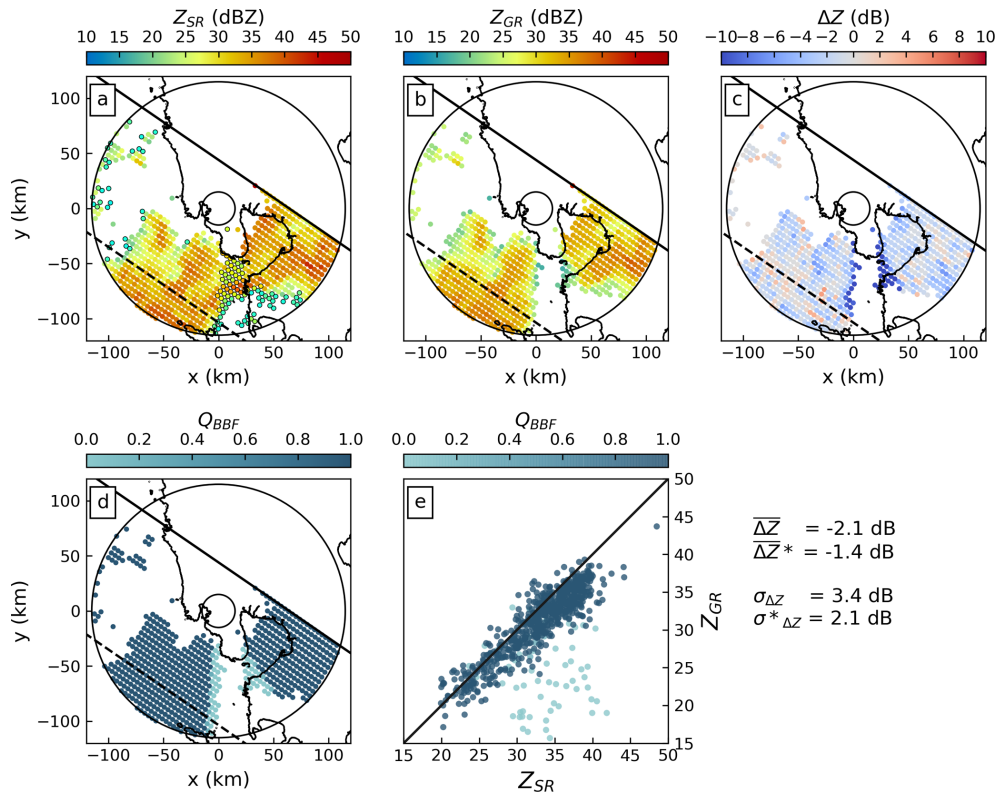 Z_SR (dBZ) Z_GR (dBZ) ΔZ (dB)
10 15 20 25 30 35 40 45 50 10 15 20 25 30 35 40 45 50 −10 −8 −6 −4 −2 0 2 4 6 8 10
a b c
100
50
0
−50
−100
y (km)
−100 −50 0 50 100 −100 −50 0 50 100 −100 −50 0 50 100
x (km) x (km) x (km)
Q_BBF Q_BBF
0.0 0.2 0.4 0.6 0.8 1.0 0.0 0.2 0.4 0.6 0.8 1.0
d e
100
50
0
−50
−100
y (km)
−100 −50 0 50 100
x (km)
50
45
40
35
30
25
20
15
Z_GR
15 20 25 30 35 40 45 50
Z_SR
ΔZ̅ = -2.1 dB
ΔZ̅ * = -1.4 dB
σ_ΔZ = 3.4 dB
σ*_ΔZ = 2.1 dB